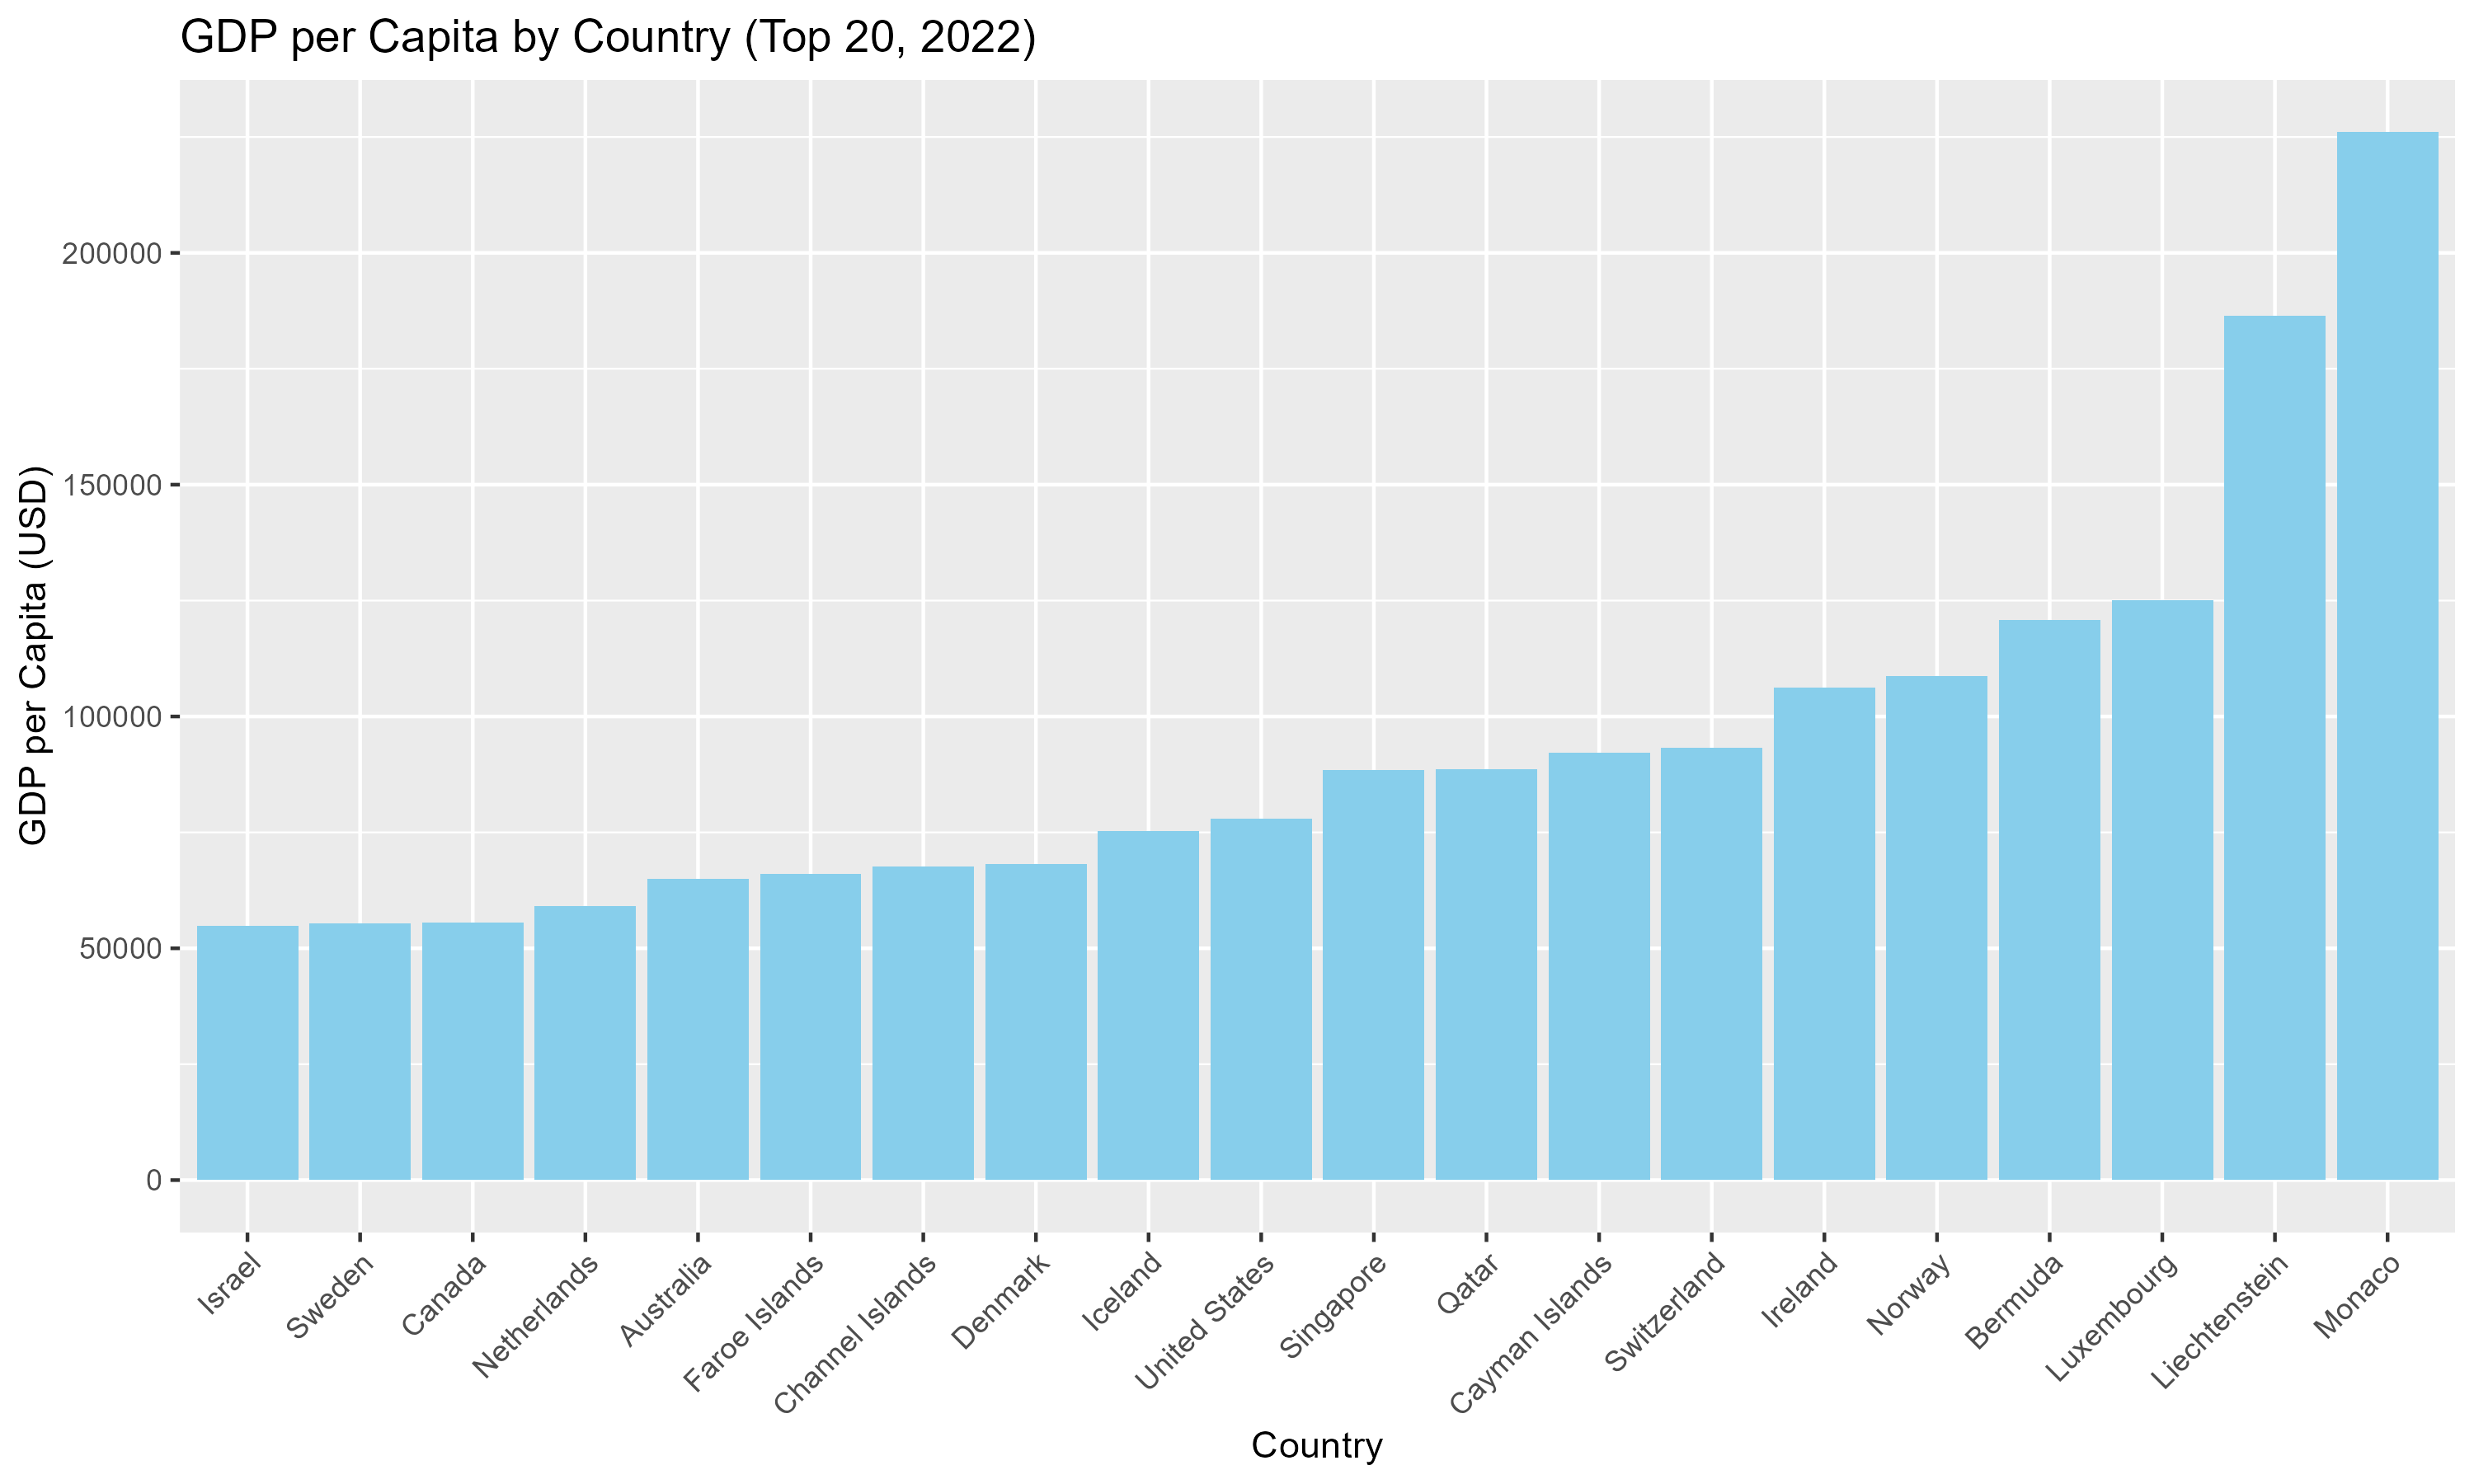 GDP per Capita by Country (Top 20, 2022)
GDP per Capita (USD)
200000
150000
100000
50000
0
Israel
Sweden
Canada
Netherlands
Australia
Faroe Islands
Channel Islands
Denmark
Iceland
United States
Singapore
Qatar
Cayman Islands
Switzerland
Ireland
Norway
Bermuda
Luxembourg
Liechtenstein
Monaco
Country